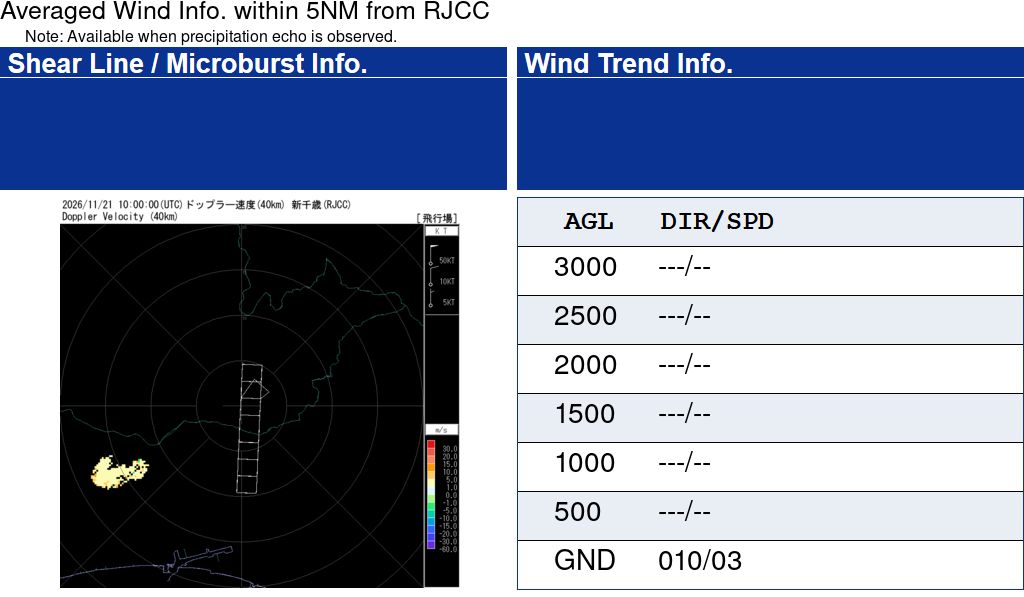 Averaged Wind Info. within 5NM from RJCC
Note: Available when precipitation echo is observed.
Shear Line / Microburst Info.
Wind Trend Info.
2026/11/21 10:00:00(UTC) ドップラー速度(40km) 新千歳(RJCC)
Doppler Velocity (40km)
[飛行場]
KT
50KT
10KT
5KT
m/s
30.0
20.0
15.0
10.0
5.0
1.0
0.0
-1.0
-5.0
-10.0
-15.0
-20.0
-30.0
-60.0
AGL DIR/SPD
3000 ---/--
2500 ---/--
2000 ---/--
1500 ---/--
1000 ---/--
500 ---/--
GND 010/03